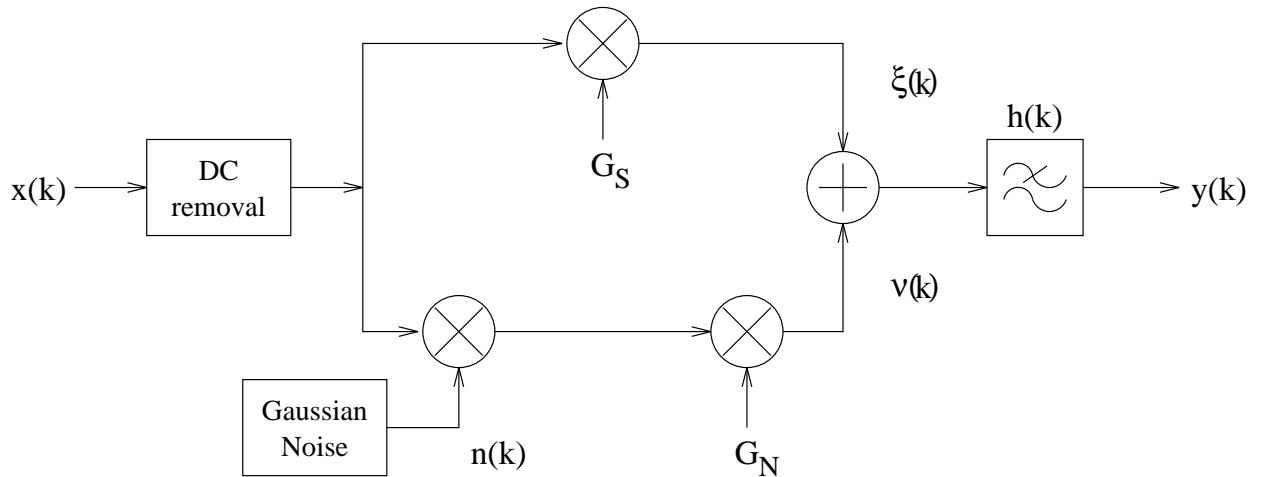 ξ(k)
h(k)
G_S
x(k)
DC
removal
y(k)
ν(k)
Gaussian
Noise
n(k)
G_N